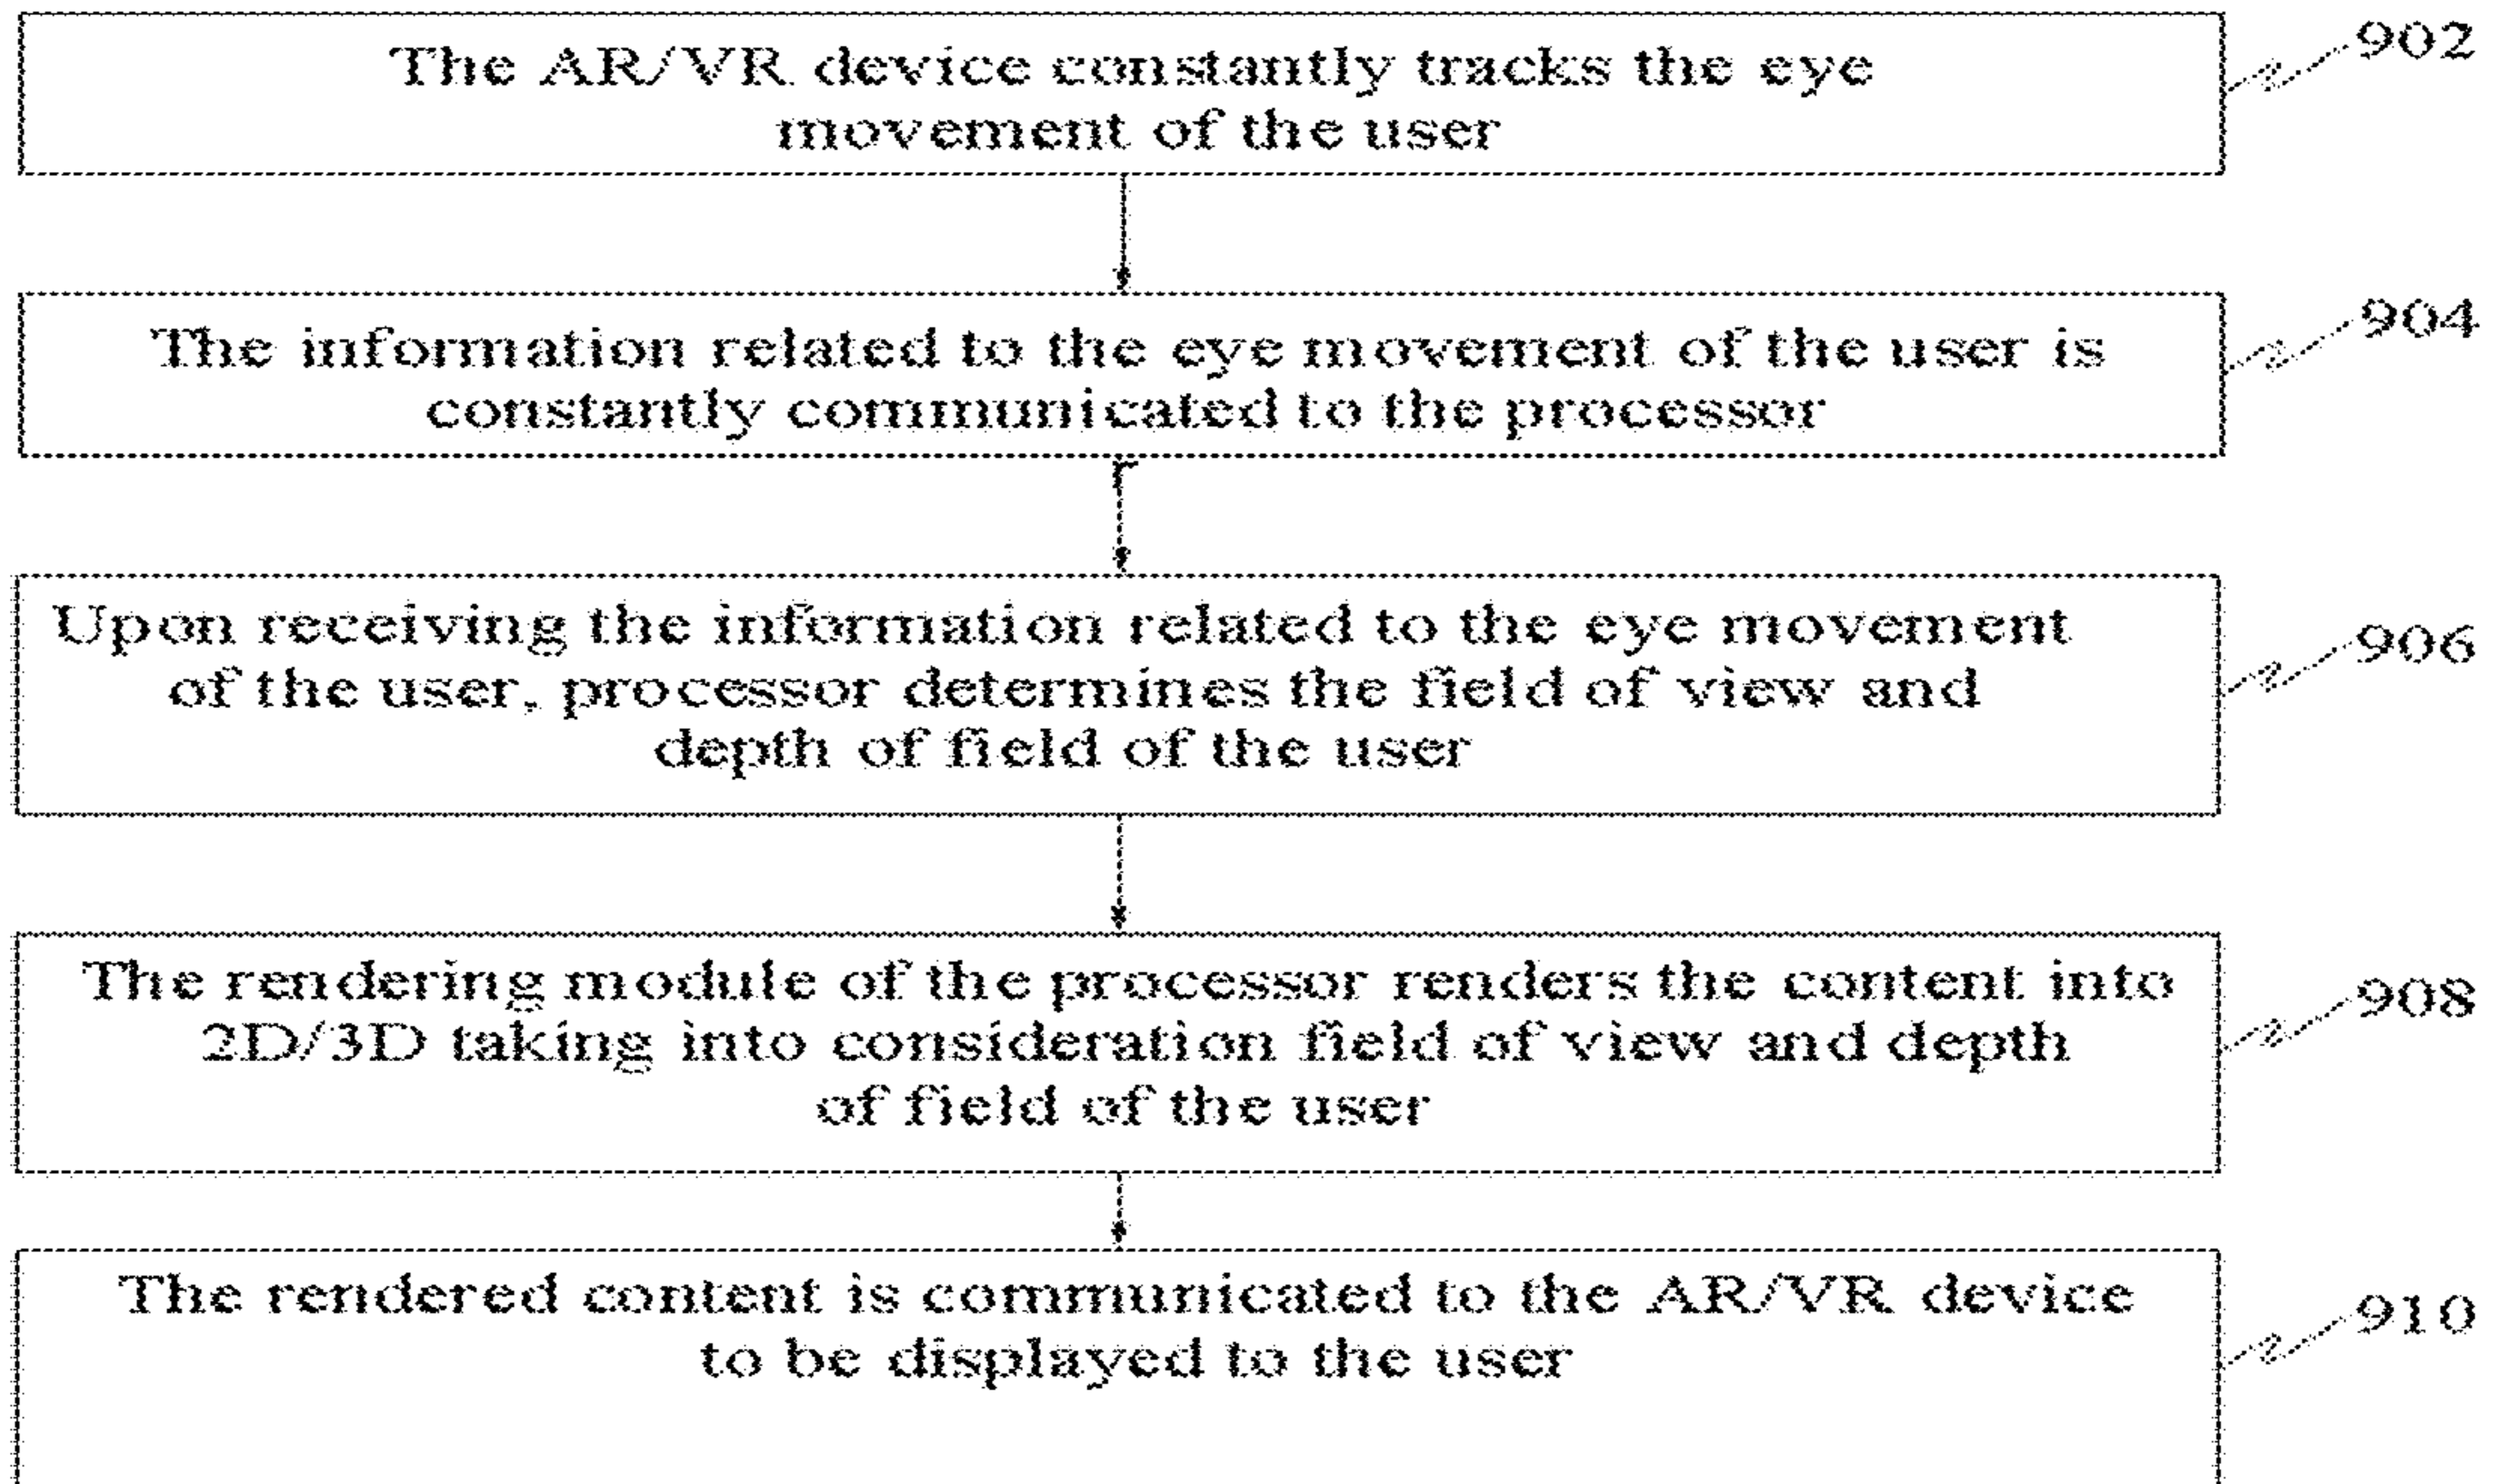 The AR/VR device constantly tracks the eye
movement of the user
902
The information related to the eye movement of the user is
constantly communicated to the processor
904
Upon receiving the information related to the eye movement
of the user, processor determines the field of view and
depth of field of the user
906
The rendering module of the processor renders the content into
2D/3D taking into consideration field of view and depth
of field of the user
908
The rendered content is communicated to the AR/VR device
to be displayed to the user
910